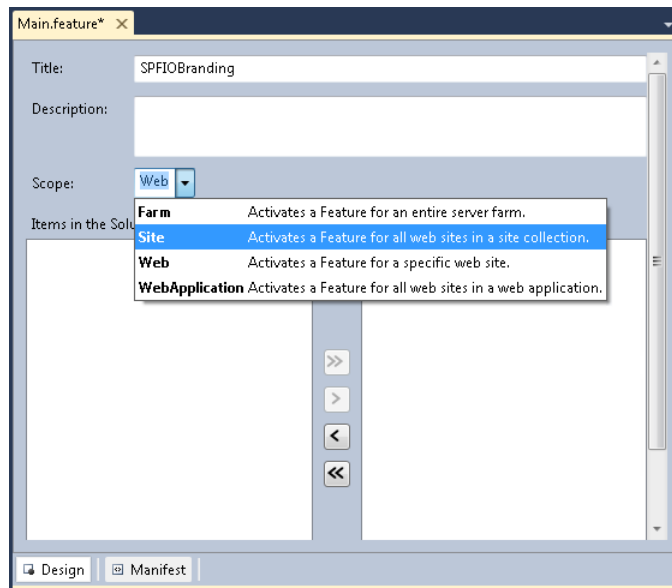 Main.feature* ×
Title: SPFIOBranding
Description:
Scope: Web
Farm Activates a Feature for an entire server farm.
Items in the Solu
Site Activates a Feature for all web sites in a site collection.
Web Activates a Feature for a specific web site.
WebApplication Activates a Feature for all web sites in a web application.
>>
>
<
<<
Design Manifest